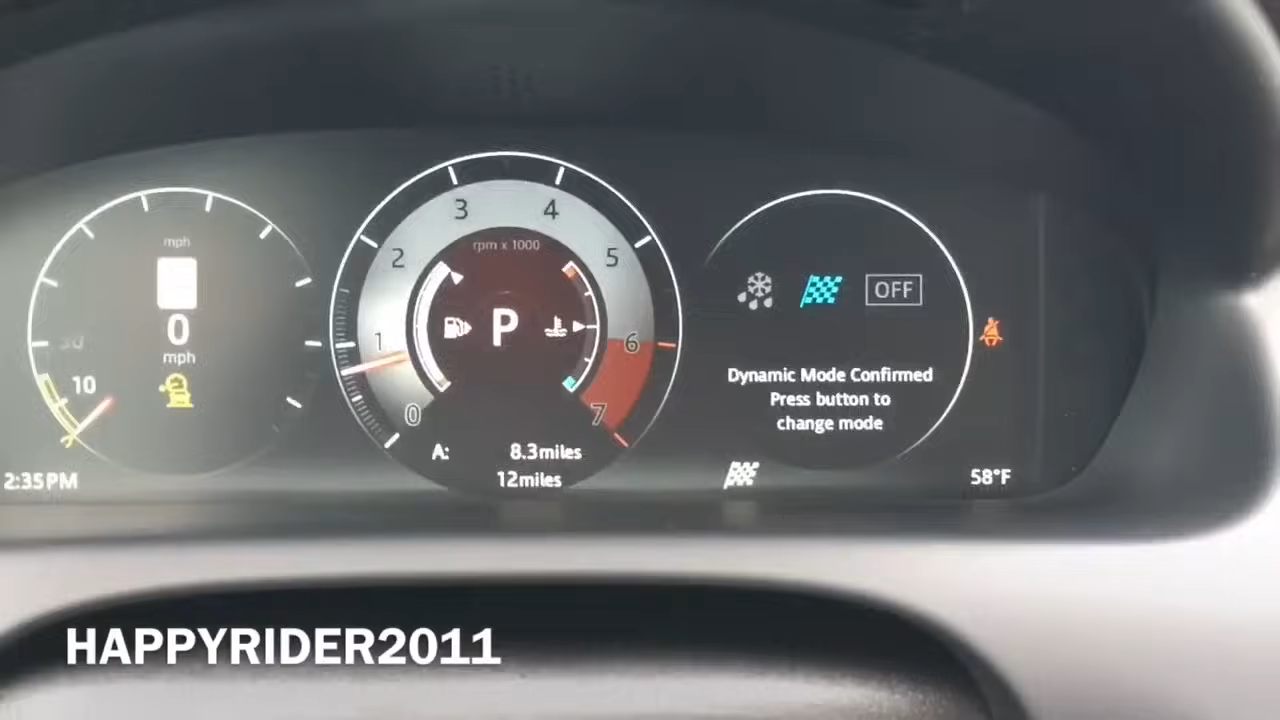 mph
0
mph
30
10
2:35PM
rpm x 1000
0
1
2
3
4
5
6
7
P
A: 8.3miles
12miles
OFF
Dynamic Mode Confirmed
Press button to
change mode
58°F
HAPPYRIDER2011